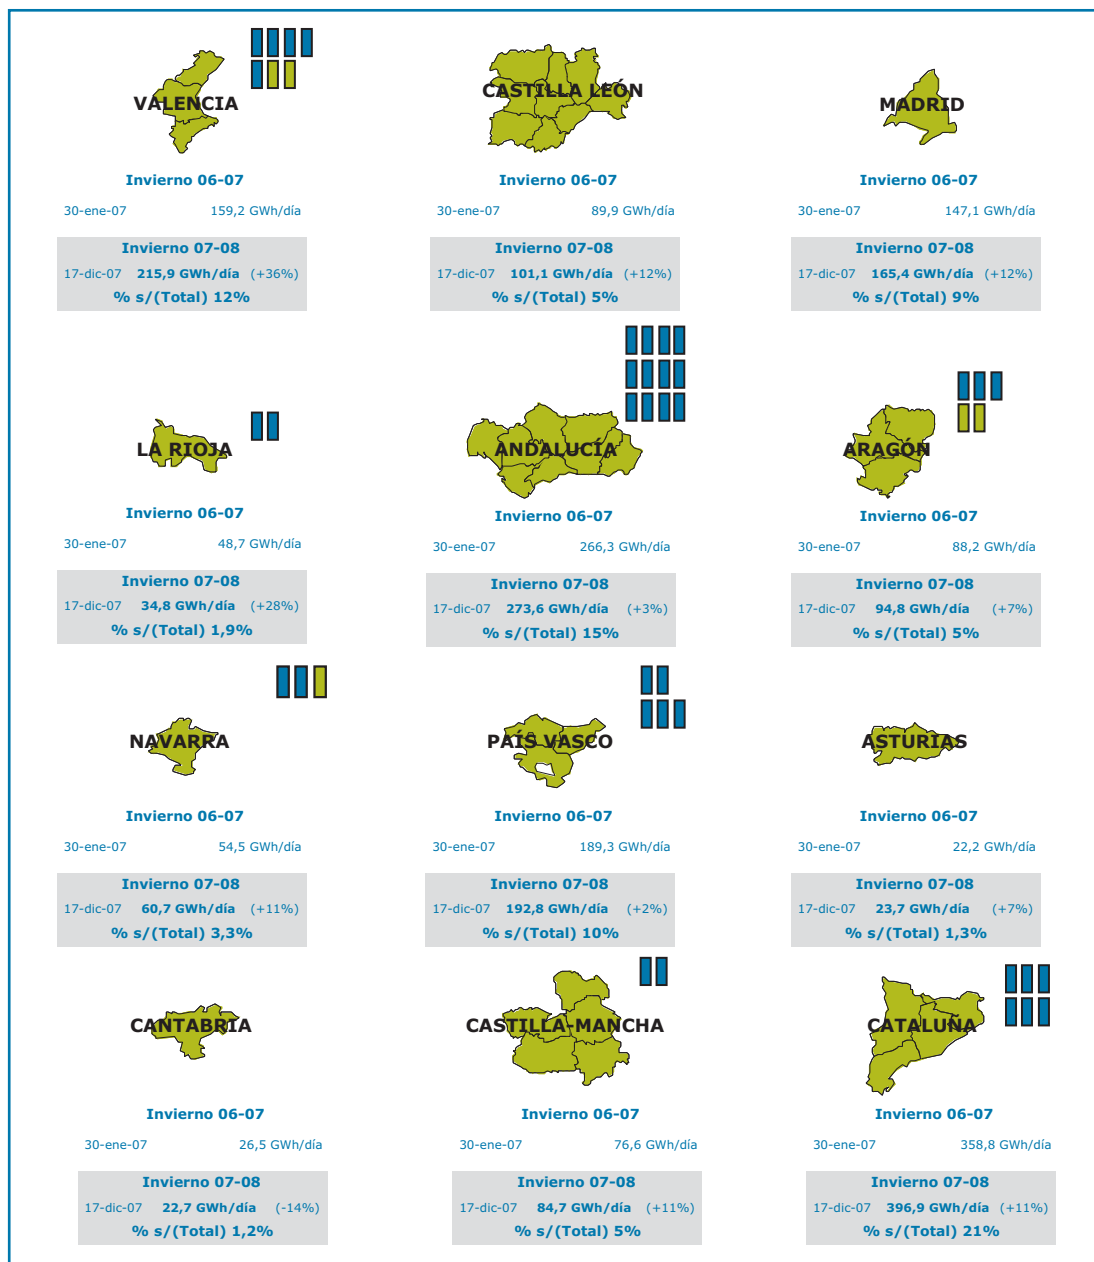 VALENCIA
Invierno 06-07
30-ene-07 159,2 GWh/día
Invierno 07-08
17-dic-07 215,9 GWh/día (+36%)
% s/(Total) 12%
CASTILLA LEÓN
Invierno 06-07
30-ene-07 89,9 GWh/día
Invierno 07-08
17-dic-07 101,1 GWh/día (+12%)
% s/(Total) 5%
MADRID
Invierno 06-07
30-ene-07 147,1 GWh/día
Invierno 07-08
17-dic-07 165,4 GWh/día (+12%)
% s/(Total) 9%
LA RIOJA
Invierno 06-07
30-ene-07 48,7 GWh/día
Invierno 07-08
17-dic-07 34,8 GWh/día (+28%)
% s/(Total) 1,9%
ANDALUCÍA
Invierno 06-07
30-ene-07 266,3 GWh/día
Invierno 07-08
17-dic-07 273,6 GWh/día (+3%)
% s/(Total) 15%
ARAGÓN
Invierno 06-07
30-ene-07 88,2 GWh/día
Invierno 07-08
17-dic-07 94,8 GWh/día (+7%)
% s/(Total) 5%
NAVARRA
Invierno 06-07
30-ene-07 54,5 GWh/día
Invierno 07-08
17-dic-07 60,7 GWh/día (+11%)
% s/(Total) 3,3%
PAÍS VASCO
Invierno 06-07
30-ene-07 189,3 GWh/día
Invierno 07-08
17-dic-07 192,8 GWh/día (+2%)
% s/(Total) 10%
ASTURIAS
Invierno 06-07
30-ene-07 22,2 GWh/día
Invierno 07-08
17-dic-07 23,7 GWh/día (+7%)
% s/(Total) 1,3%
CANTABRIA
Invierno 06-07
30-ene-07 26,5 GWh/día
Invierno 07-08
17-dic-07 22,7 GWh/día (-14%)
% s/(Total) 1,2%
CASTILLA-MANCHA
Invierno 06-07
30-ene-07 76,6 GWh/día
Invierno 07-08
17-dic-07 84,7 GWh/día (+11%)
% s/(Total) 5%
CATALUÑA
Invierno 06-07
30-ene-07 358,8 GWh/día
Invierno 07-08
17-dic-07 396,9 GWh/día (+11%)
% s/(Total) 21%